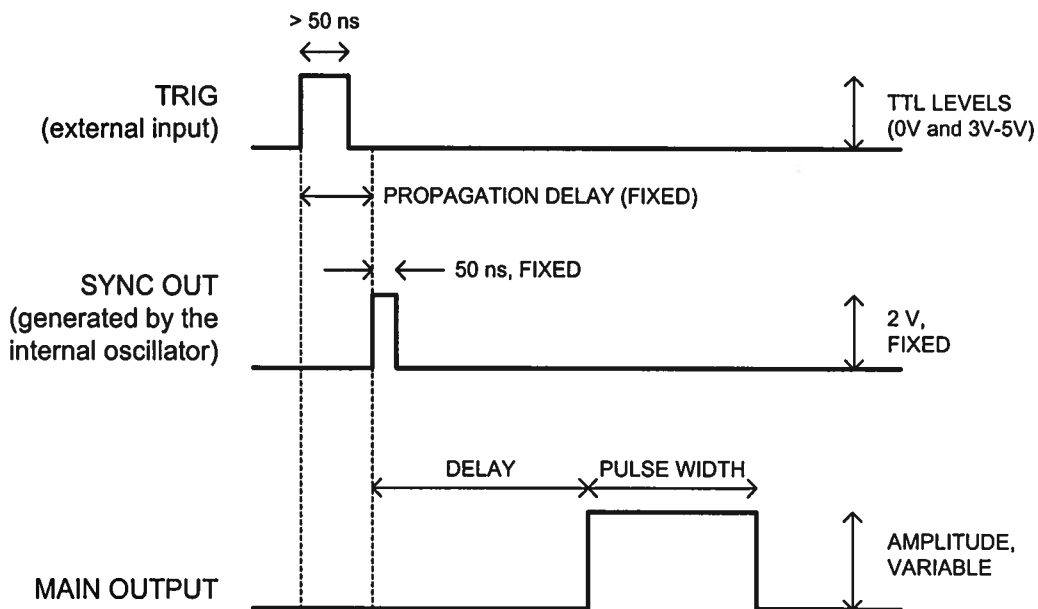 > 50 ns
TRIG
(external input)
TTL LEVELS
(0V and 3V-5V)
PROPAGATION DELAY (FIXED)
50 ns, FIXED
SYNC OUT
(generated by the
internal oscillator)
2 V,
FIXED
DELAY
PULSE WIDTH
AMPLITUDE,
VARIABLE
MAIN OUTPUT